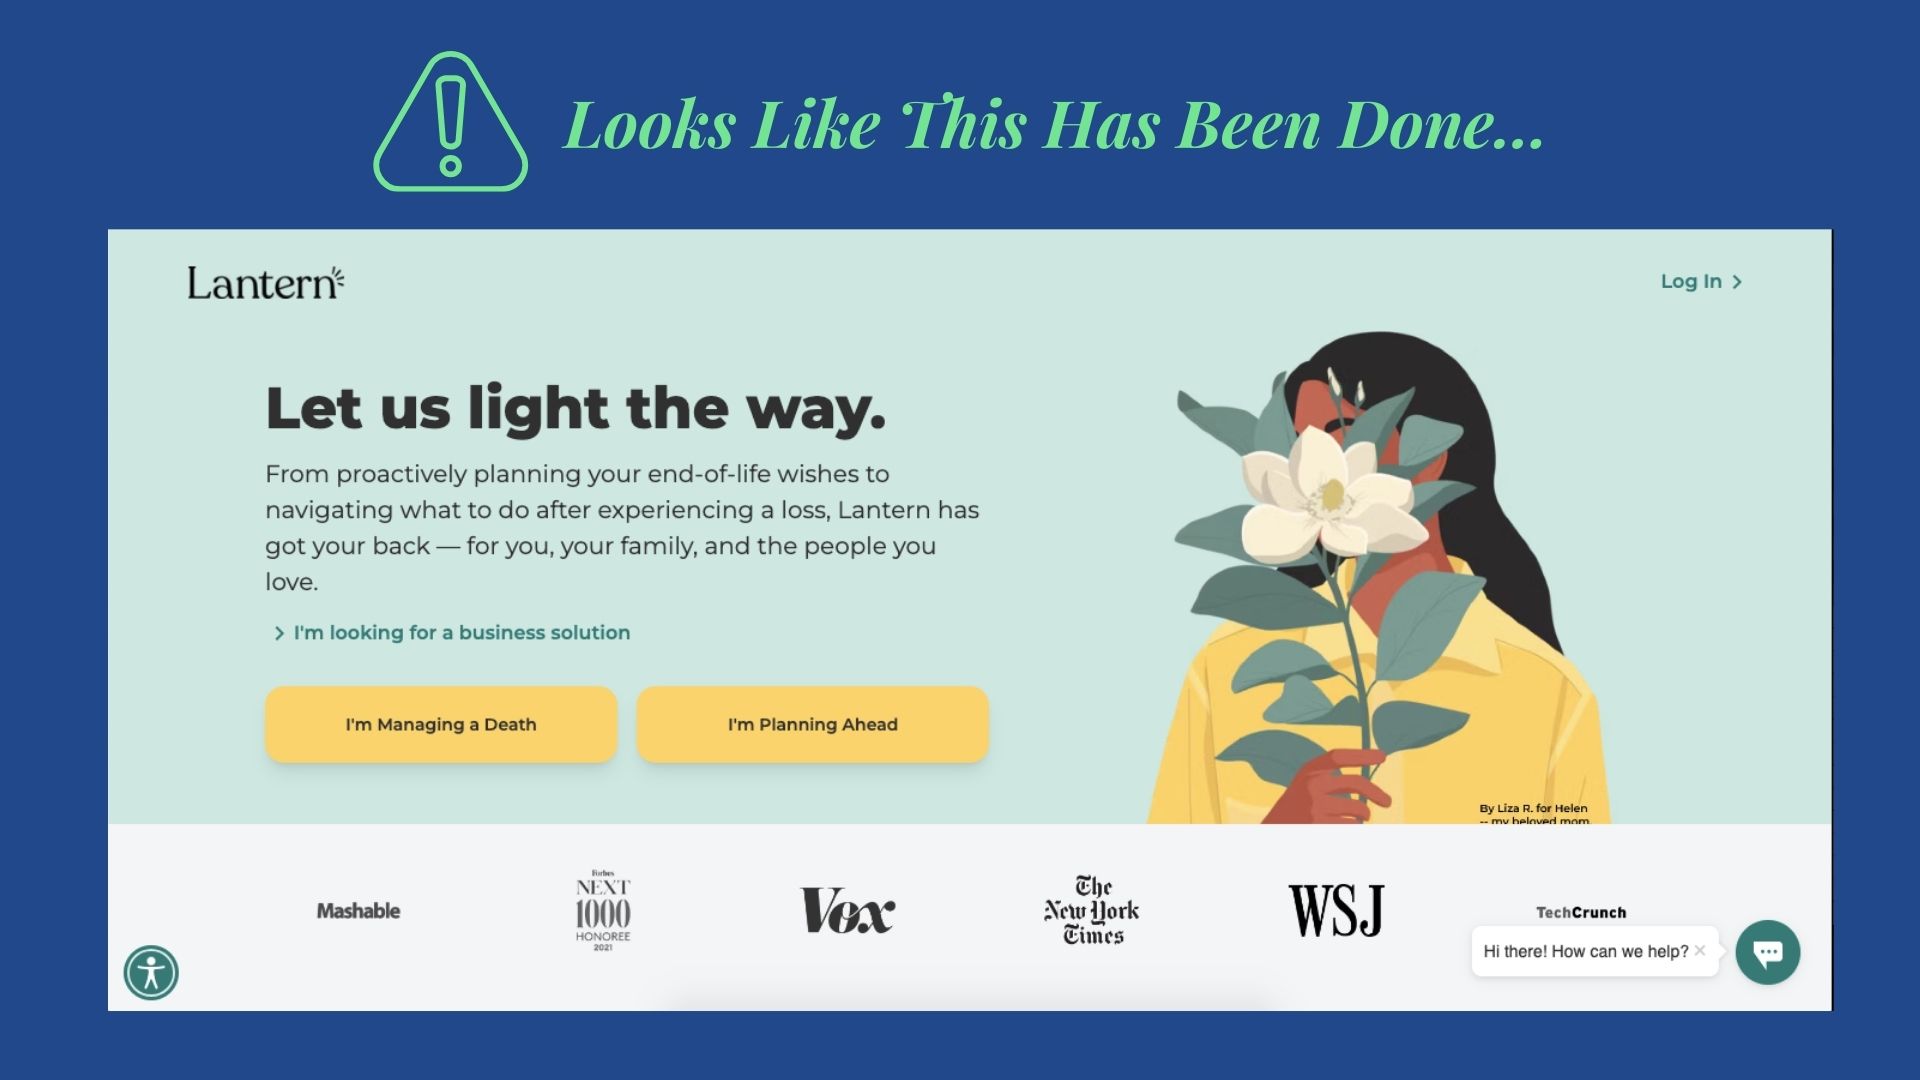 Looks Like This Has Been Done...
Lantern
Log In
Let us light the way.
From proactively planning your end-of-life wishes to
navigating what to do after experiencing a loss, Lantern has
got your back — for you, your family, and the people you
love.
I'm looking for a business solution
I'm Managing a Death
I'm Planning Ahead
By Liza R. for Helen
-- my beloved mom.
Mashable
Forbes
NEXT
1000
HONOREE
2021
Vox
The
New York
Times
WSJ
TechCrunch
Hi there! How can we help?